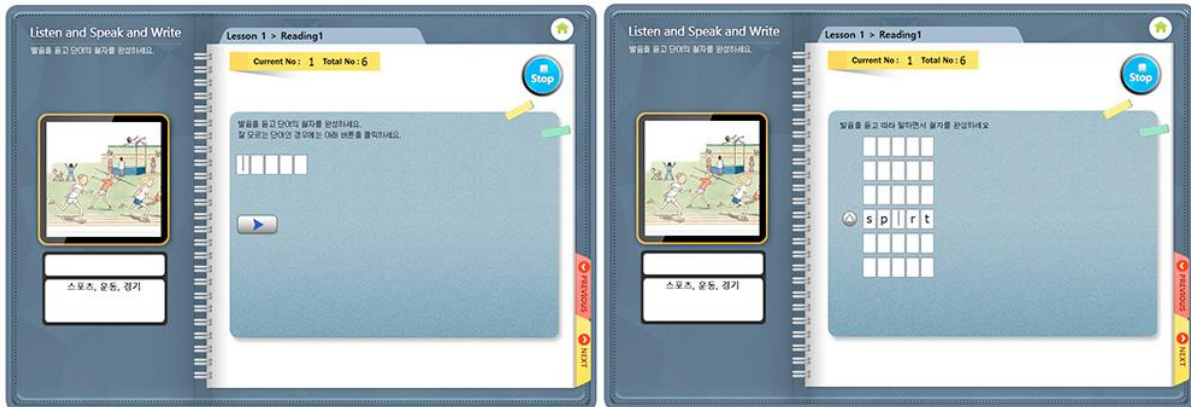 Listen and Speak and Write
발음을 듣고 단어의 철자를 완성하세요.
Lesson 1 > Reading1
Current No : 1 Total No : 6
Stop
발음을 듣고 단어의 철자를 완성하세요.
잘 모르는 단어인 경우에는 아래 버튼을 클릭하세요.
스포츠, 운동, 경기
PREVIOUS
NEXT
Listen and Speak and Write
발음을 듣고 단어의 철자를 완성하세요.
Lesson 1 > Reading1
Current No : 1 Total No : 6
Stop
발음을 듣고 따라 말하면서 철자를 완성하세요
s p | r t
스포츠, 운동, 경기
PREVIOUS
NEXT